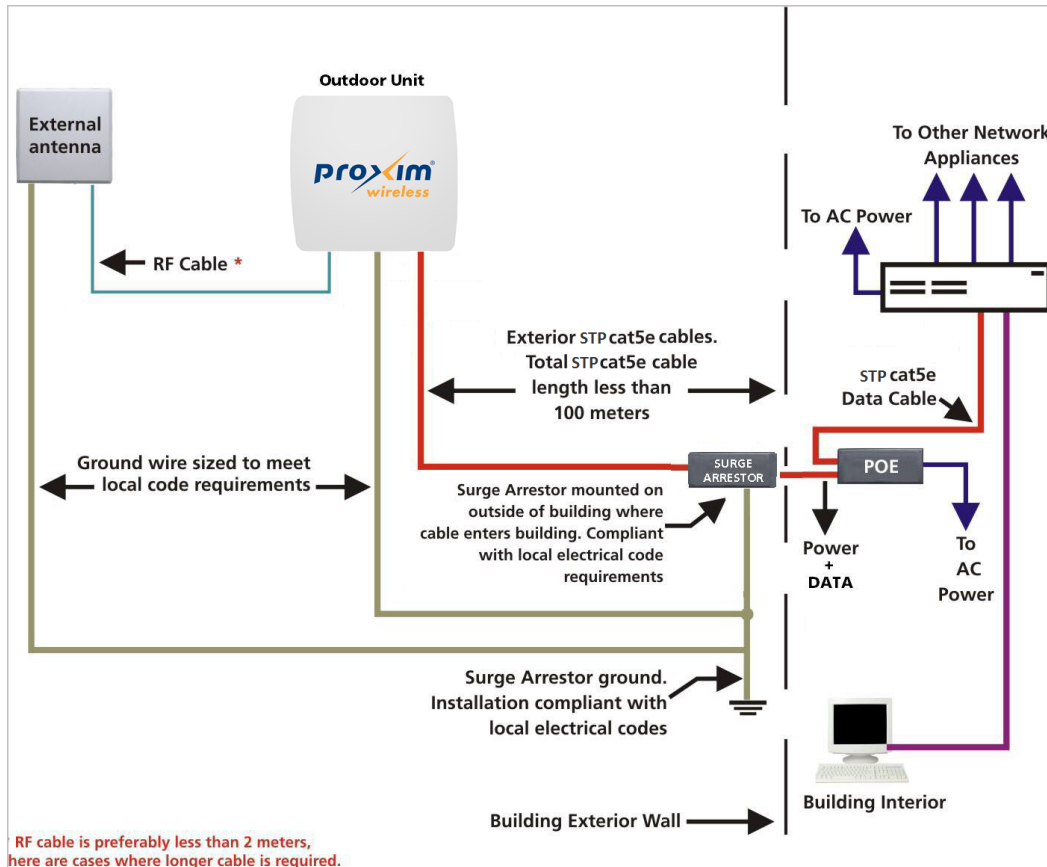 Outdoor Unit
External
antenna
proxim®
wireless
To Other Network
Appliances
To AC Power
RF Cable *
Exterior STP cat5e cables.
Total STP cat5e cable
length less than
100 meters
STP cat5e
Data Cable
Ground wire sized to meet
local code requirements
SURGE
ARRESTOR
POE
Surge Arrestor mounted on
outside of building where
cable enters building. Compliant
with local electrical code
requirements
Power
+
DATA
To
AC
Power
Surge Arrestor ground.
Installation compliant with
local electrical codes
Building Interior
Building Exterior Wall
RF cable is preferably less than 2 meters,
here are cases where longer cable is required.